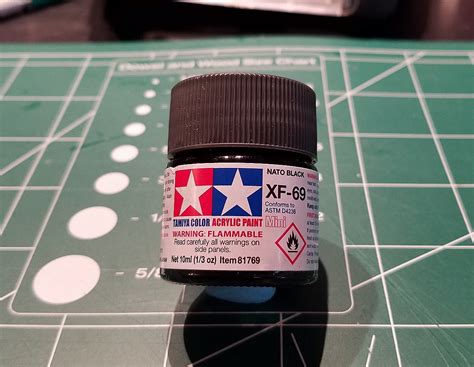 Dowel and Wood Size Chart
NATO BLACK
XF-69
Conforms to
ASTM D4236
TAMIYA COLOR ACRYLIC PAINT Mini
WARNING: FLAMMABLE
Read carefully all warnings on
side panels.
Net 10ml (1/3 oz) Item 81769